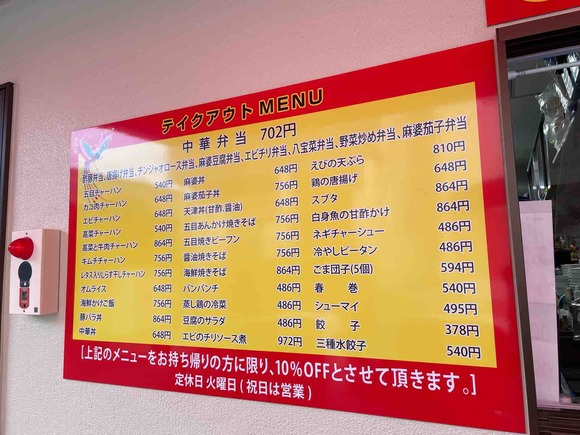 テイクアウト MENU
中 華 弁 当 702円
酢豚弁当、唐揚げ弁当、チンジャオロース弁当、麻婆豆腐弁当、エビチリ弁当、八宝菜弁当、野菜炒め弁当、麻婆茄子弁当
五目チャーハン 540円
カニ肉チャーハン 648円
エビチャーハン 648円
高菜チャーハン 540円
高菜と牛肉チャーハン 864円
キムチチャーハン 756円
レタス入りしらす干しチャーハン 756円
オムライス 648円
海鮮かけご飯 756円
豚バラ丼 864円
中華丼 648円
麻婆丼 648円
麻婆茄子丼 756円
天津丼(甘酢,醤油) 648円
五目あんかけ焼きそば 756円
五目焼きビーフン 756円
醤油焼きそば 756円
海鮮焼きそば 864円
バンバンチ 486円
蒸し鶏の冷菜 756円
豆腐のサラダ 486円
エビのチリソース煮 972円
えびの天ぷら 810円
鶏の唐揚げ 648円
スブタ 864円
白身魚の甘酢かけ 864円
ネギチャーシュー 486円
冷やしピータン 486円
ごま団子(5個) 594円
春 巻 540円
シューマイ 495円
餃 子 378円
三種水餃子 540円
[上記のメニューをお持ち帰りの方に限り、10%OFFとさせて頂きます。]
定休日 火曜日 ( 祝日は営業 )